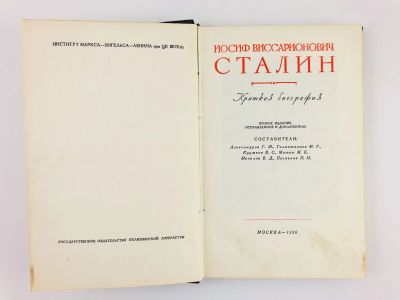 ИНСТИТУТ МАРКСА—ЭНГЕЛЬСА—ЛЕНИНА при ЦК ВКП(б)
ГОСУДАРСТВЕННОЕ ИЗДАТЕЛЬСТВО ПОЛИТИЧЕСКОЙ ЛИТЕРАТУРЫ
ИОСИФ ВИССАРИОНОВИЧ
СТАЛИН
Краткая биография
ВТОРОЕ ИЗДАНИЕ,
ИСПРАВЛЕННОЕ И ДОПОЛНЕННОЕ
СОСТАВИТЕЛИ:
Александров Г. Ф., Галактионов М. Р.,
Кружков В. С., Митин М. Б.,
Мочалов В. Д., Поспелов П. Н.
МОСКВА—1950